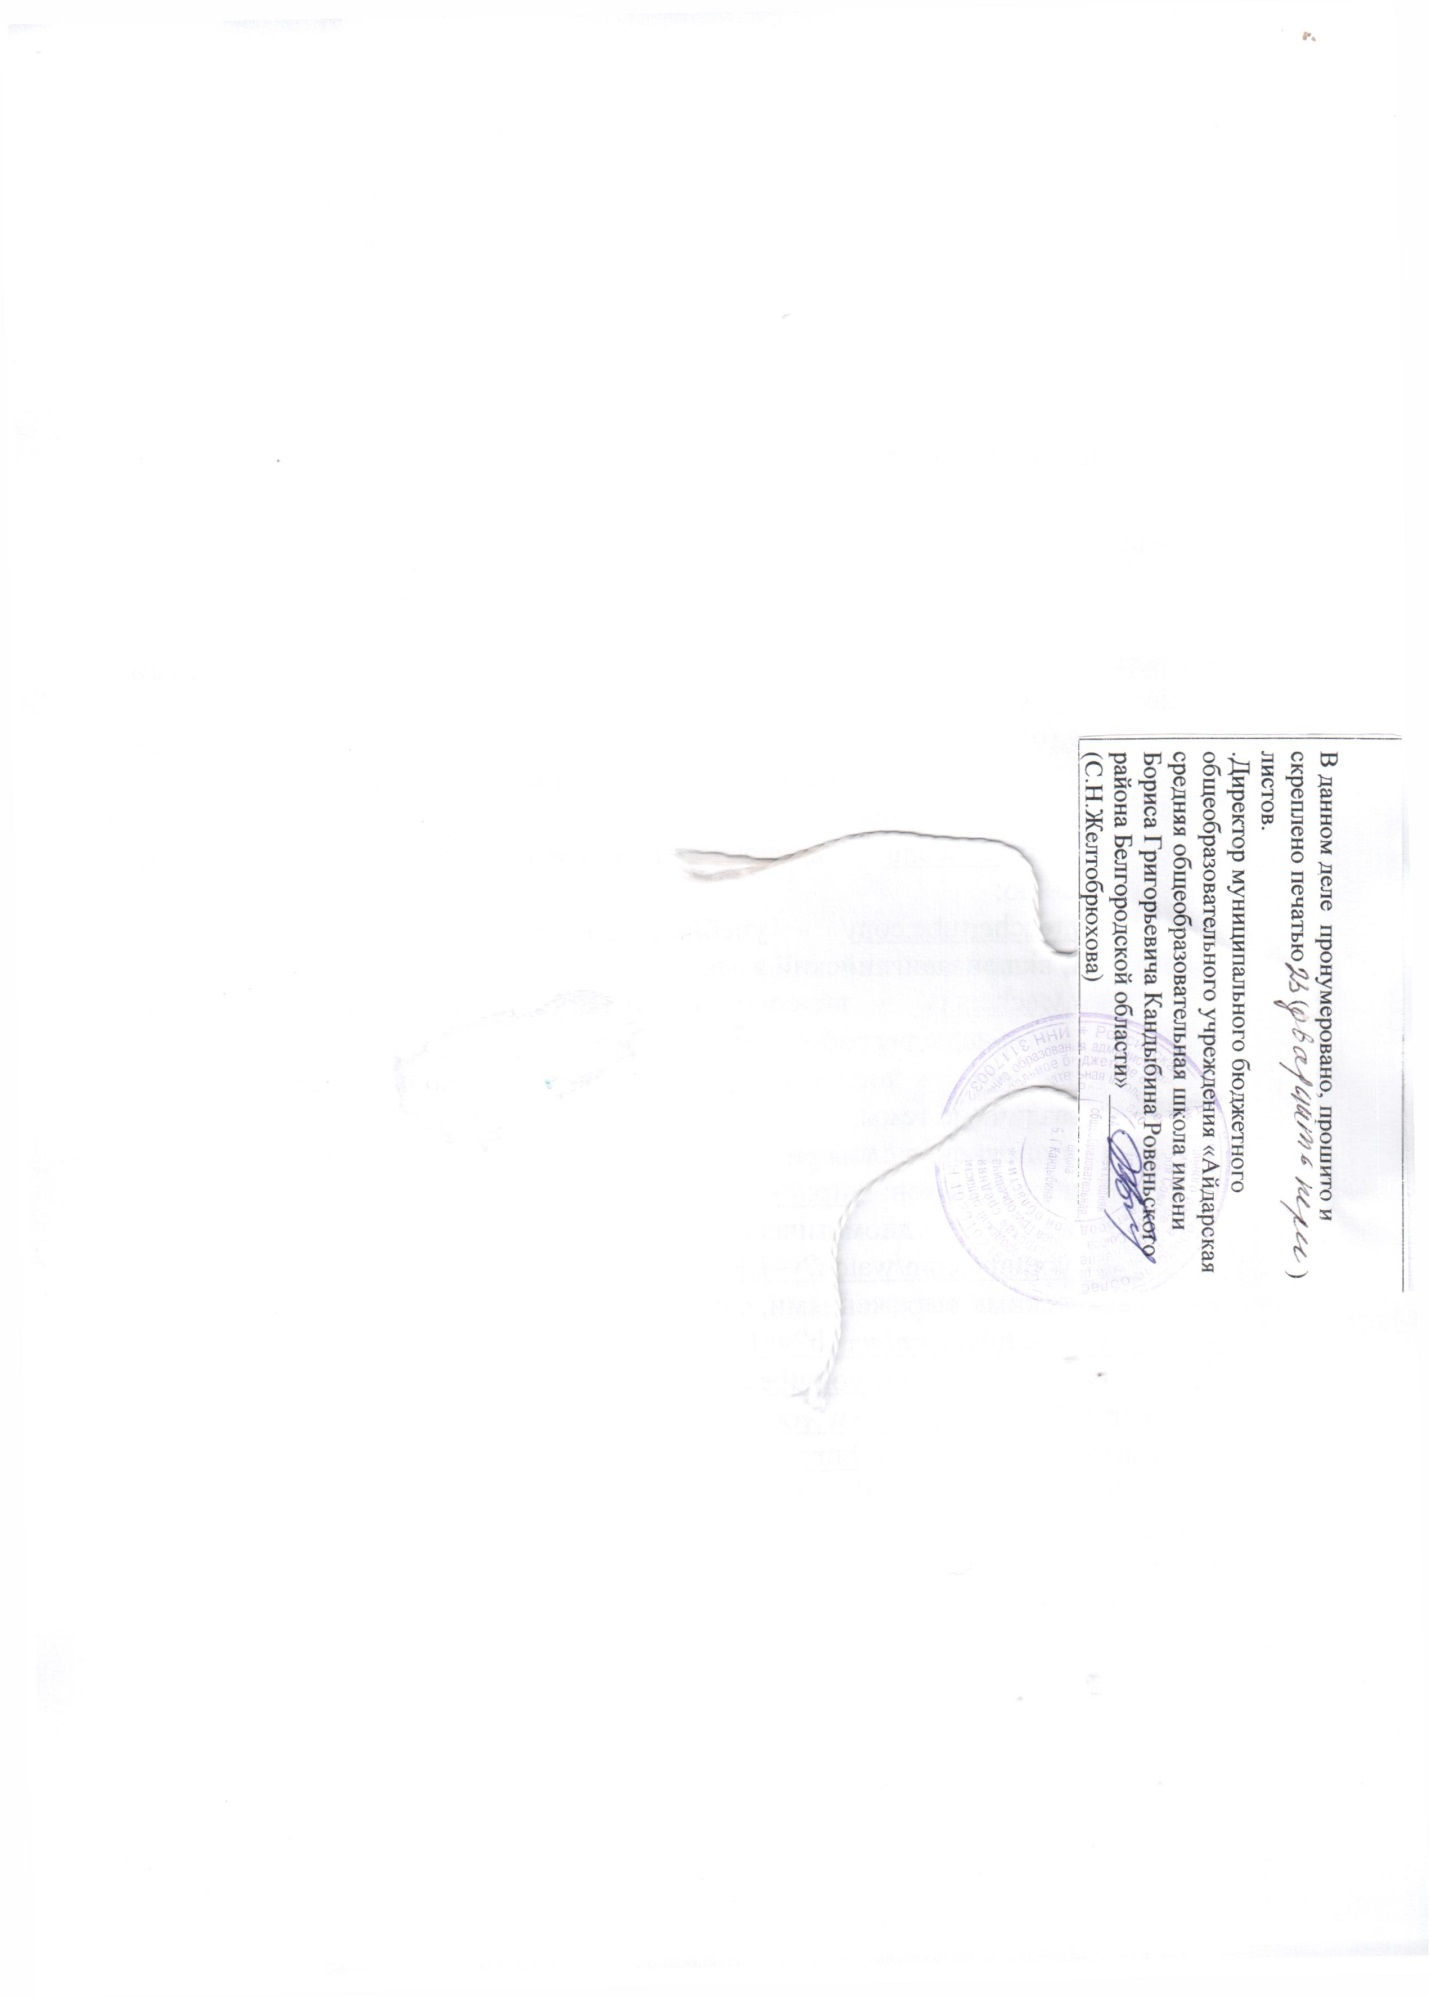 В данном деле пронумеровано, прошито и
скреплено печатью 23 (двадцать три)
листов.
.Директор муниципального бюджетного
общеобразовательного учреждения «Айдарская
средняя общеобразовательная школа имени
Бориса Григорьевича Кандыбина Ровеньского
района Белгородской области»
(С.Н.Желтобрюхова)